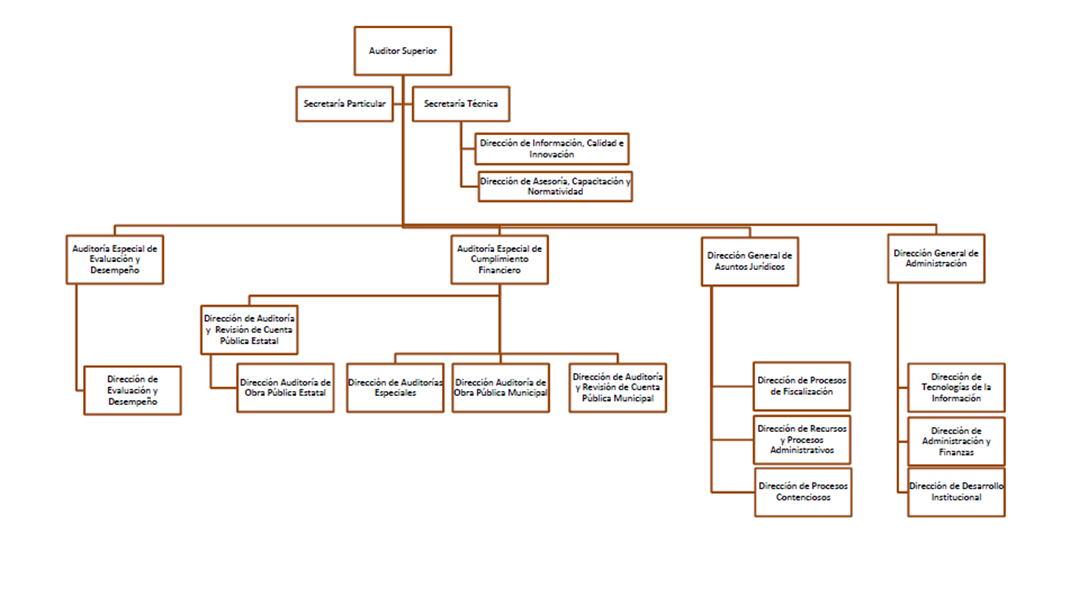 Auditor Superior
Secretaría Particular
Secretaría Técnica
Dirección de Información, Calidad e
Innovación
Dirección de Asesoría, Capacitación y
Normatividad
Auditoría Especial de
Evaluación y
Desempeño
Auditoría Especial de
Cumplimiento
Financiero
Dirección General de
Asuntos Jurídicos
Dirección General de
Administración
Dirección de Auditoría
y Revisión de Cuenta
Pública Estatal
Dirección de
Evaluación y
Desempeño
Dirección Auditoría de
Obra Pública Estatal
Dirección de Auditorías
Especiales
Dirección Auditoría de
Obra Pública Municipal
Dirección de Auditoría
y Revisión de Cuenta
Pública Municipal
Dirección de Procesos
de Fiscalización
Dirección de Recursos
y Procesos
Administrativos
Dirección de Procesos
Contenciosos
Dirección de
Tecnologías de la
Información
Dirección de
Administración y
Finanzas
Dirección de Desarrollo
Institucional